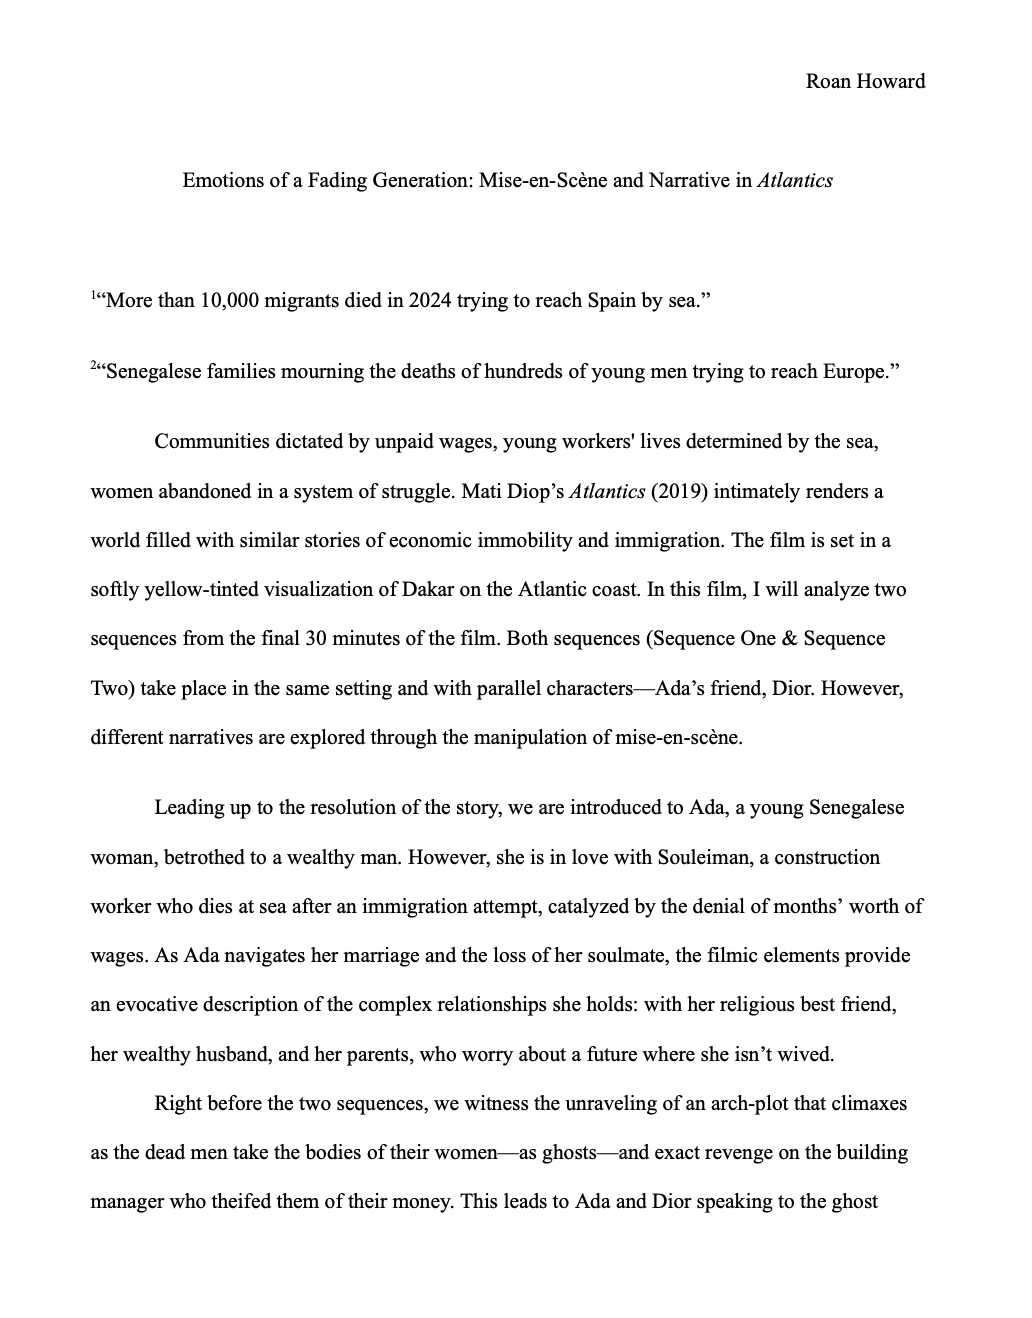 Roan Howard
Emotions of a Fading Generation: Mise-en-Scène and Narrative in Atlantics
1“More than 10,000 migrants died in 2024 trying to reach Spain by sea.”
2“Senegalese families mourning the deaths of hundreds of young men trying to reach Europe.”
Communities dictated by unpaid wages, young workers' lives determined by the sea,
women abandoned in a system of struggle. Mati Diop’s Atlantics (2019) intimately renders a
world filled with similar stories of economic immobility and immigration. The film is set in a
softly yellow-tinted visualization of Dakar on the Atlantic coast. In this film, I will analyze two
sequences from the final 30 minutes of the film. Both sequences (Sequence One & Sequence
Two) take place in the same setting and with parallel characters—Ada’s friend, Dior. However,
different narratives are explored through the manipulation of mise-en-scène.
Leading up to the resolution of the story, we are introduced to Ada, a young Senegalese
woman, betrothed to a wealthy man. However, she is in love with Souleiman, a construction
worker who dies at sea after an immigration attempt, catalyzed by the denial of months’ worth of
wages. As Ada navigates her marriage and the loss of her soulmate, the filmic elements provide
an evocative description of the complex relationships she holds: with her religious best friend,
her wealthy husband, and her parents, who worry about a future where she isn’t wived.
Right before the two sequences, we witness the unraveling of an arch-plot that climaxes
as the dead men take the bodies of their women—as ghosts—and exact revenge on the building
manager who theifed them of their money. This leads to Ada and Dior speaking to the ghost